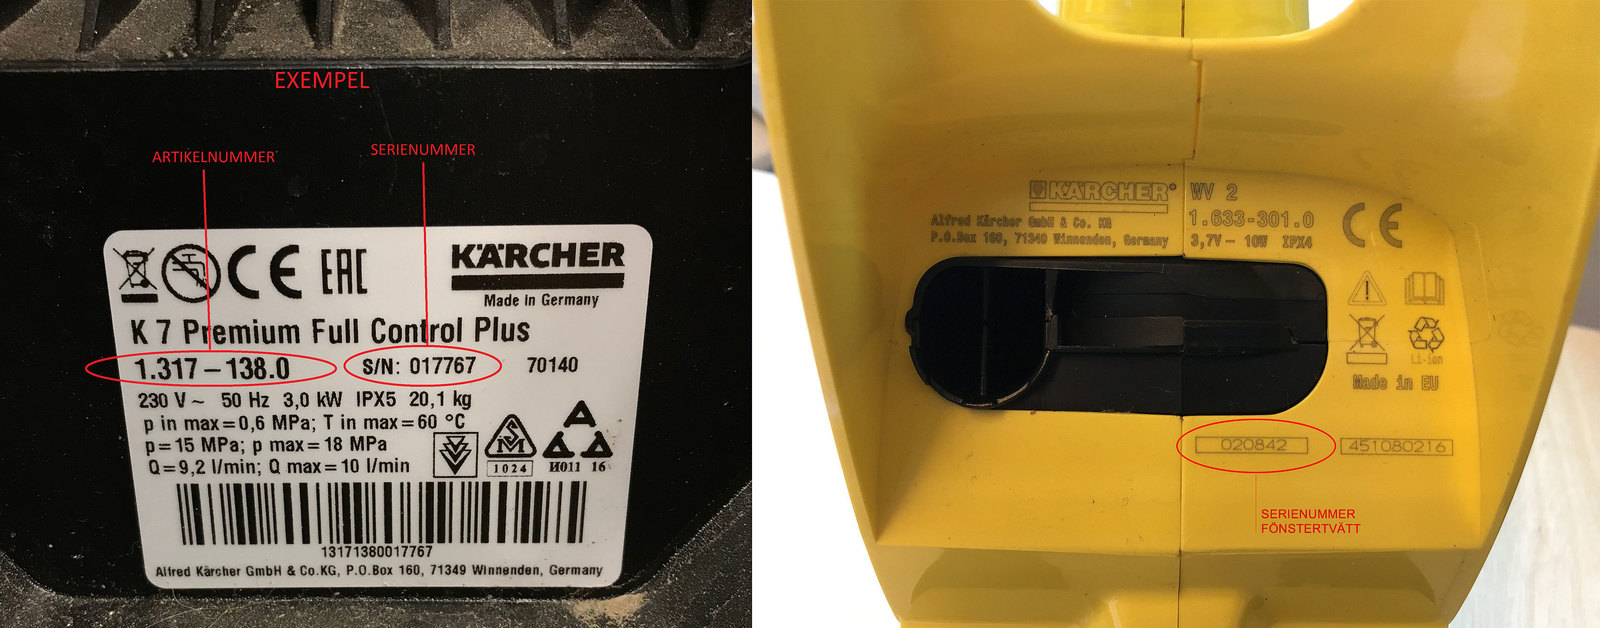 EXEMPEL
ARTIKELNUMMER
SERIENUMMER
EAC
KÄRCHER
Made in Germany
K 7 Premium Full Control Plus
1.317-138.0 S/N: 017767 70140
230 V~ 50 Hz 3,0 kW IPX5 20,1 kg
p in max=0,6 MPa; T in max=60 °C
p=15 MPa; p max=18 MPa
Q=9,2 l/min; Q max=10 l/min
1024
И011 16
13171380017767
Alfred Kärcher GmbH & Co.KG, P.O.Box 160, 71349 Winnenden, Germany
KÄRCHER® WV 2
Alfred Kärcher GmbH & Co. KG 1.633-301.0
P.O.Box 160, 71349 Winnenden, Germany 3,7V~ 10W IPX4
CE
Li-ion
Made in EU
020842 451080216
SERIENUMMER
FÖNSTERTVÄTT